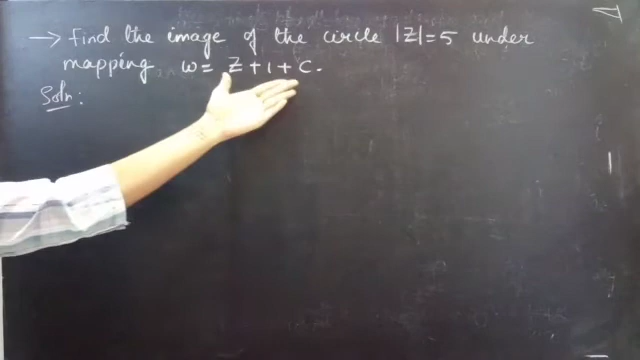 → Find the image of the circle |Z| = 5 under
mapping w = Z + 1 + C.
Soln: